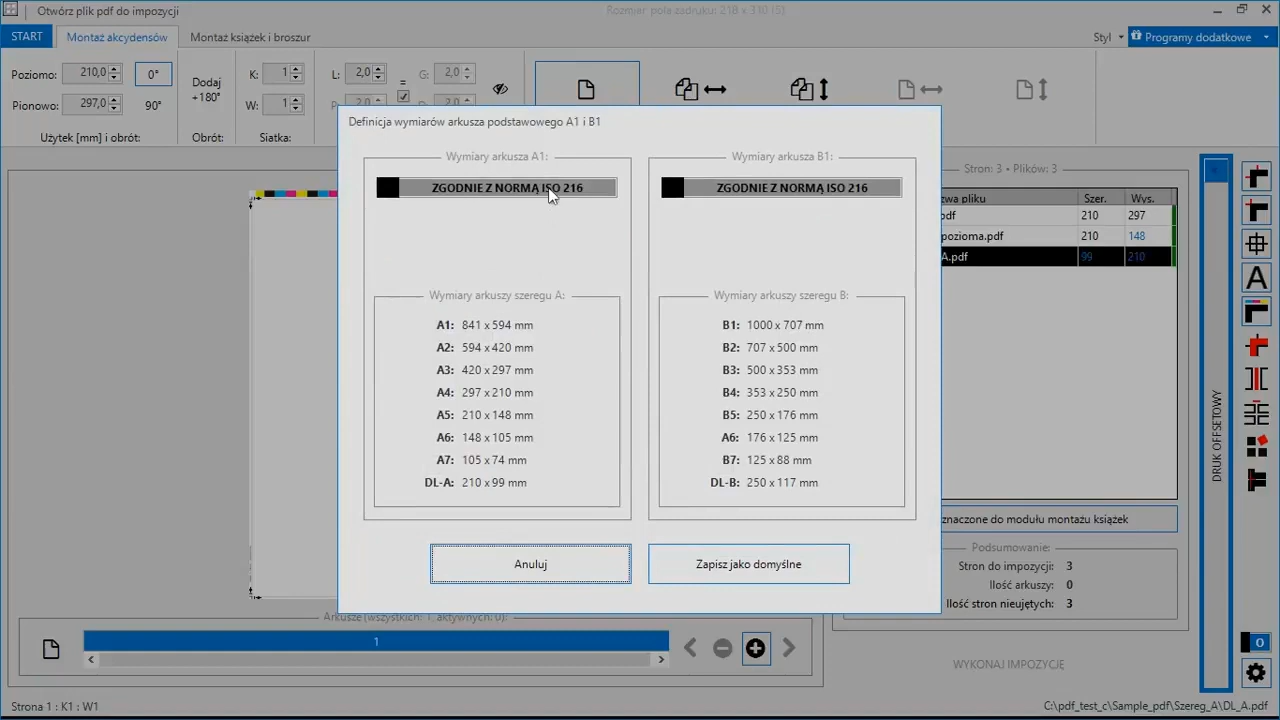 Otwórz plik pdf do impozycji
Rozmiar pola zadruku: 218 x 310 (S)
START
Montaż akcydensów
Montaż książek i broszur
Styl
Programy dodatkowe
Poziomo: 210,0
0°
Dodaj
+180°
K: 1
L: 2,0
=
G: 2,0
Pionowo: 297,0
90°
W: 1
2,0
2,0
Użytek [mm] i obrót:
Obrót:
Siatka:
Definicja wymiarów arkusza podstawowego A1 i B1
Wymiary arkusza A1:
Wymiary arkusza B1:
ZGODNIE Z NORMĄ ISO 216
ZGODNIE Z NORMĄ ISO 216
Wymiary arkuszy szeregu A:
A1: 841 x 594 mm
A2: 594 x 420 mm
A3: 420 x 297 mm
A4: 297 x 210 mm
A5: 210 x 148 mm
A6: 148 x 105 mm
A7: 105 x 74 mm
DL-A: 210 x 99 mm
Wymiary arkuszy szeregu B:
B1: 1000 x 707 mm
B2: 707 x 500 mm
B3: 500 x 353 mm
B4: 353 x 250 mm
B5: 250 x 176 mm
A6: 176 x 125 mm
B7: 125 x 88 mm
DL-B: 250 x 117 mm
Anuluj
Zapisz jako domyślne
Stron: 3 • Plików: 3
zwa pliku Szer. Wys.
pdf 210 297
pozioma.pdf 210 148
A.pdf 99 210
DRUK OFFSETOWY
A
znaczone do modułu montażu książek
Podsumowanie:
Stron do impozycji: 3
Ilość arkuszy: 0
Ilość stron nieujętych: 3
Arkusze (wszystkich: 1, aktywnych: 0):
1
WYKONAJ IMPOZYCJĘ
O
Strona 1 : K1 : W1
C:\pdf_test_c\Sample_pdf\Szereg_A\DL_A.pdf